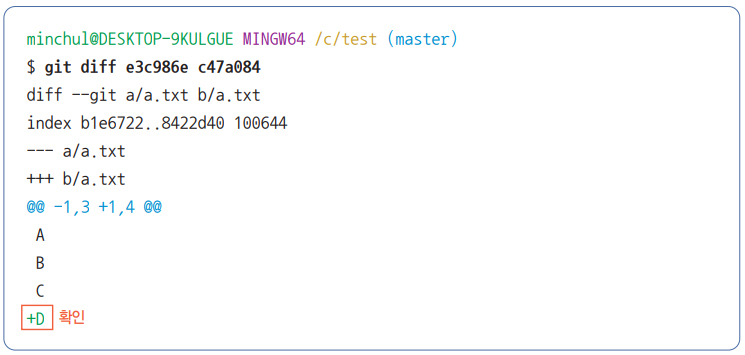 minchul@DESKTOP-9KULGUE MINGW64 /c/test (master)
$ git diff e3c986e c47a084
diff --git a/a.txt b/a.txt
index b1e6722..8422d40 100644
--- a/a.txt
+++ b/a.txt
@@ -1,3 +1,4 @@
 A
 B
 C
+D 확인